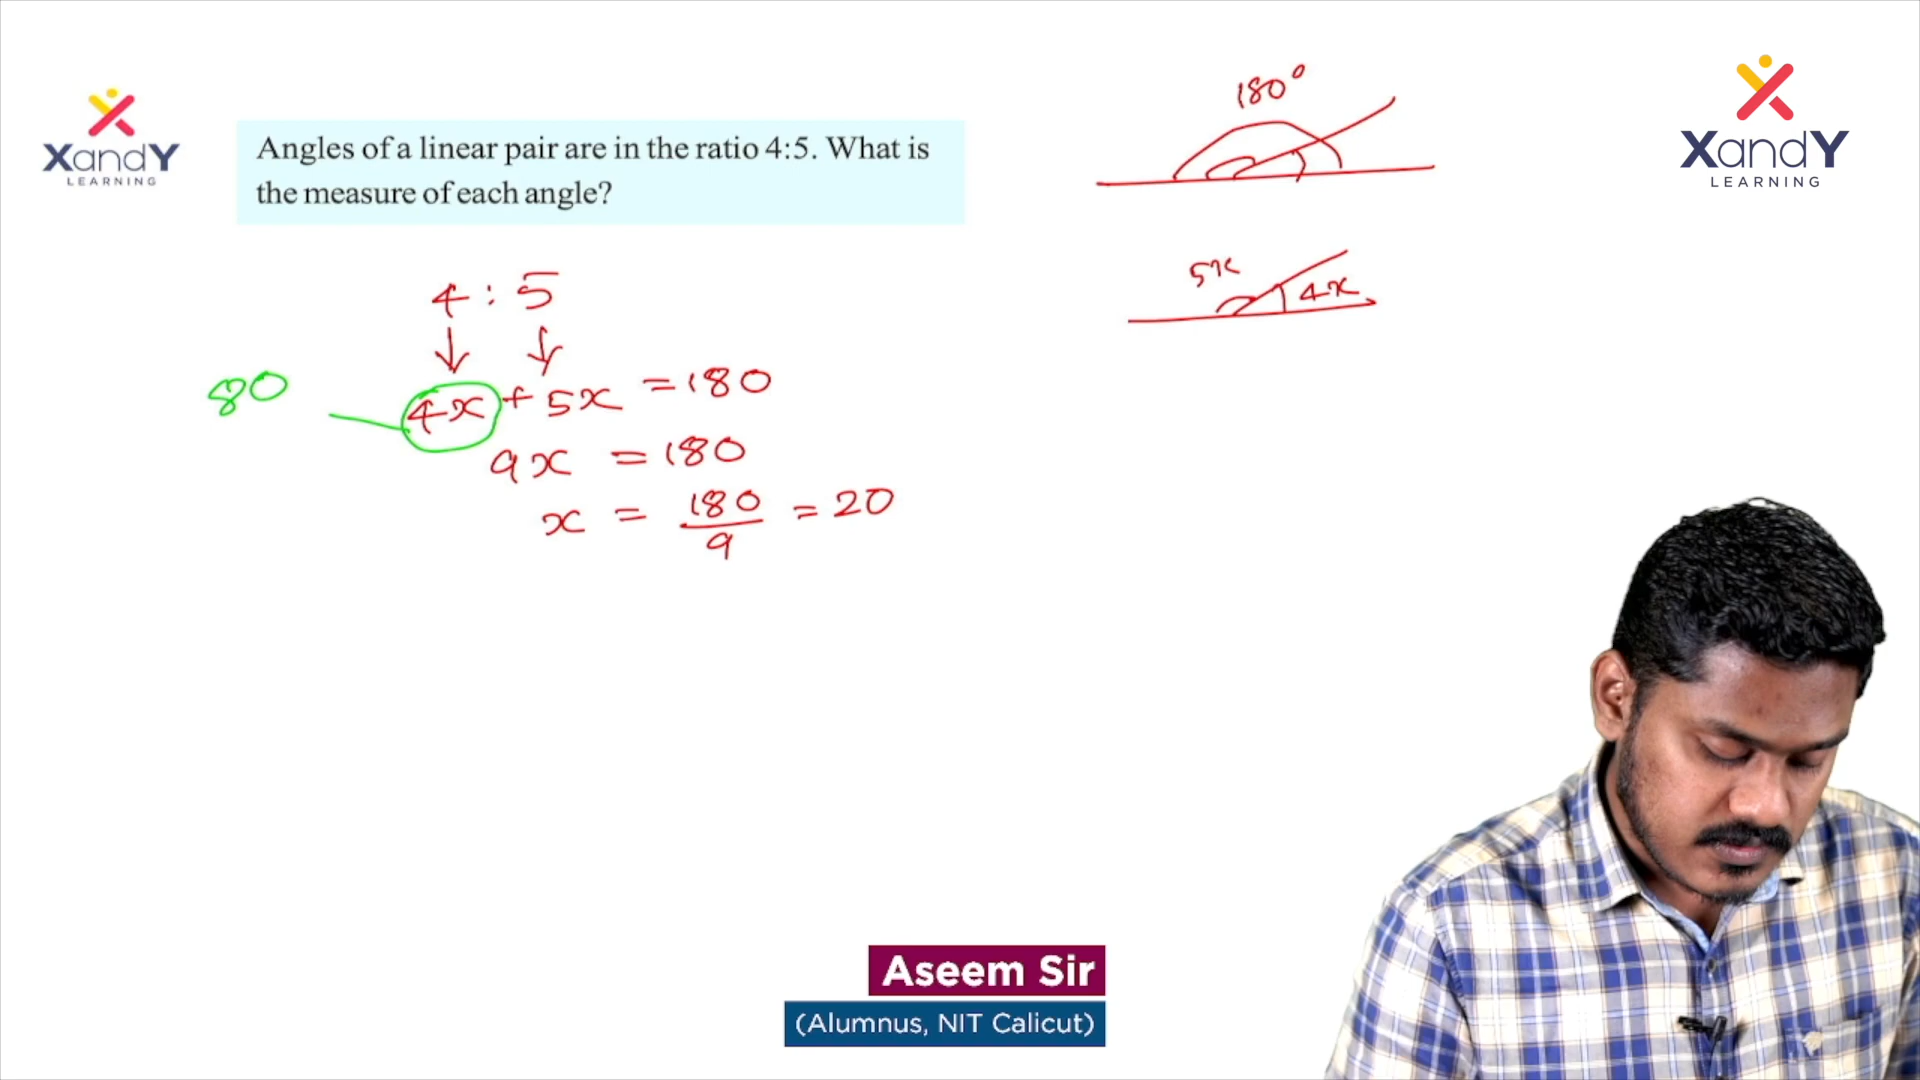 XandY
LEARNING
Angles of a linear pair are in the ratio 4:5. What is
the measure of each angle?
180°
XandY
LEARNING
5x
4x
4 : 5
80
4x + 5x = 180
9x = 180
x = 180/9 = 20
Aseem Sir
(Alumnus, NIT Calicut)